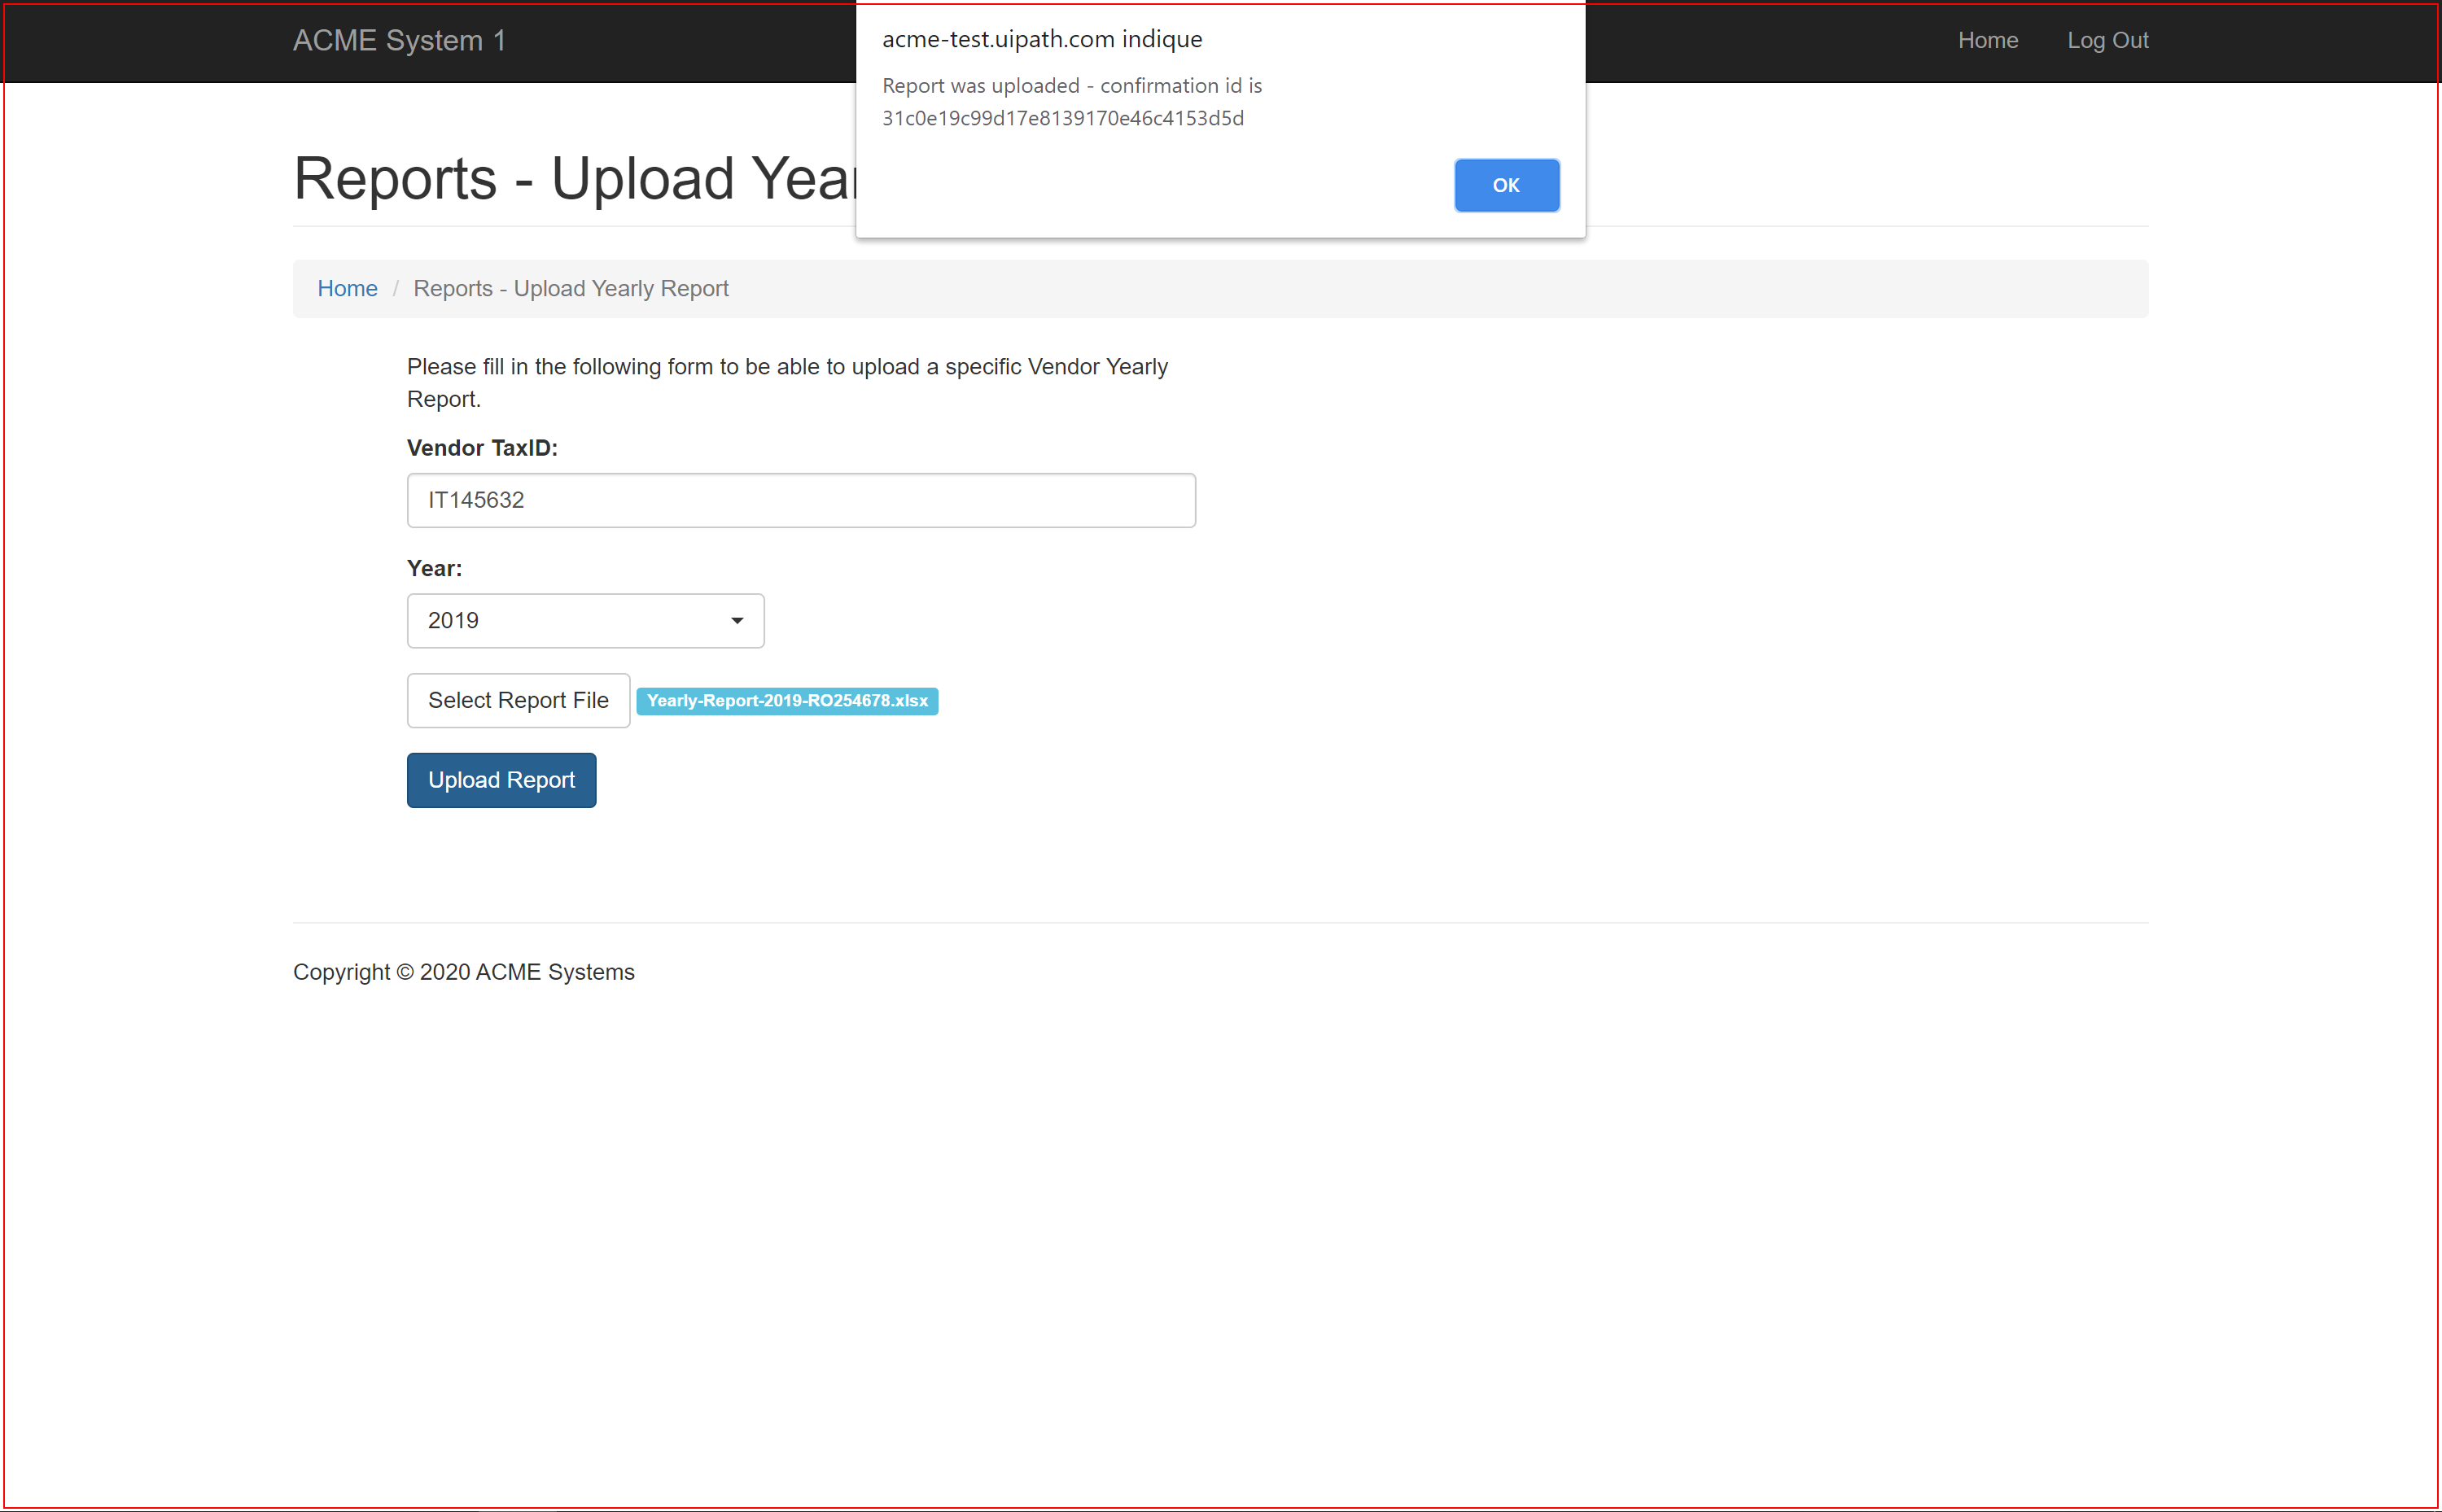 ACME System 1
Home
Log Out
acme-test.uipath.com indique
Report was uploaded - confirmation id is
31c0e19c99d17e8139170e46c4153d5d
OK
Reports - Upload Year
Home / Reports - Upload Yearly Report
Please fill in the following form to be able to upload a specific Vendor Yearly
Report.
Vendor TaxID:
IT145632
Year:
2019
Select Report File
Yearly-Report-2019-RO254678.xlsx
Upload Report
Copyright © 2020 ACME Systems